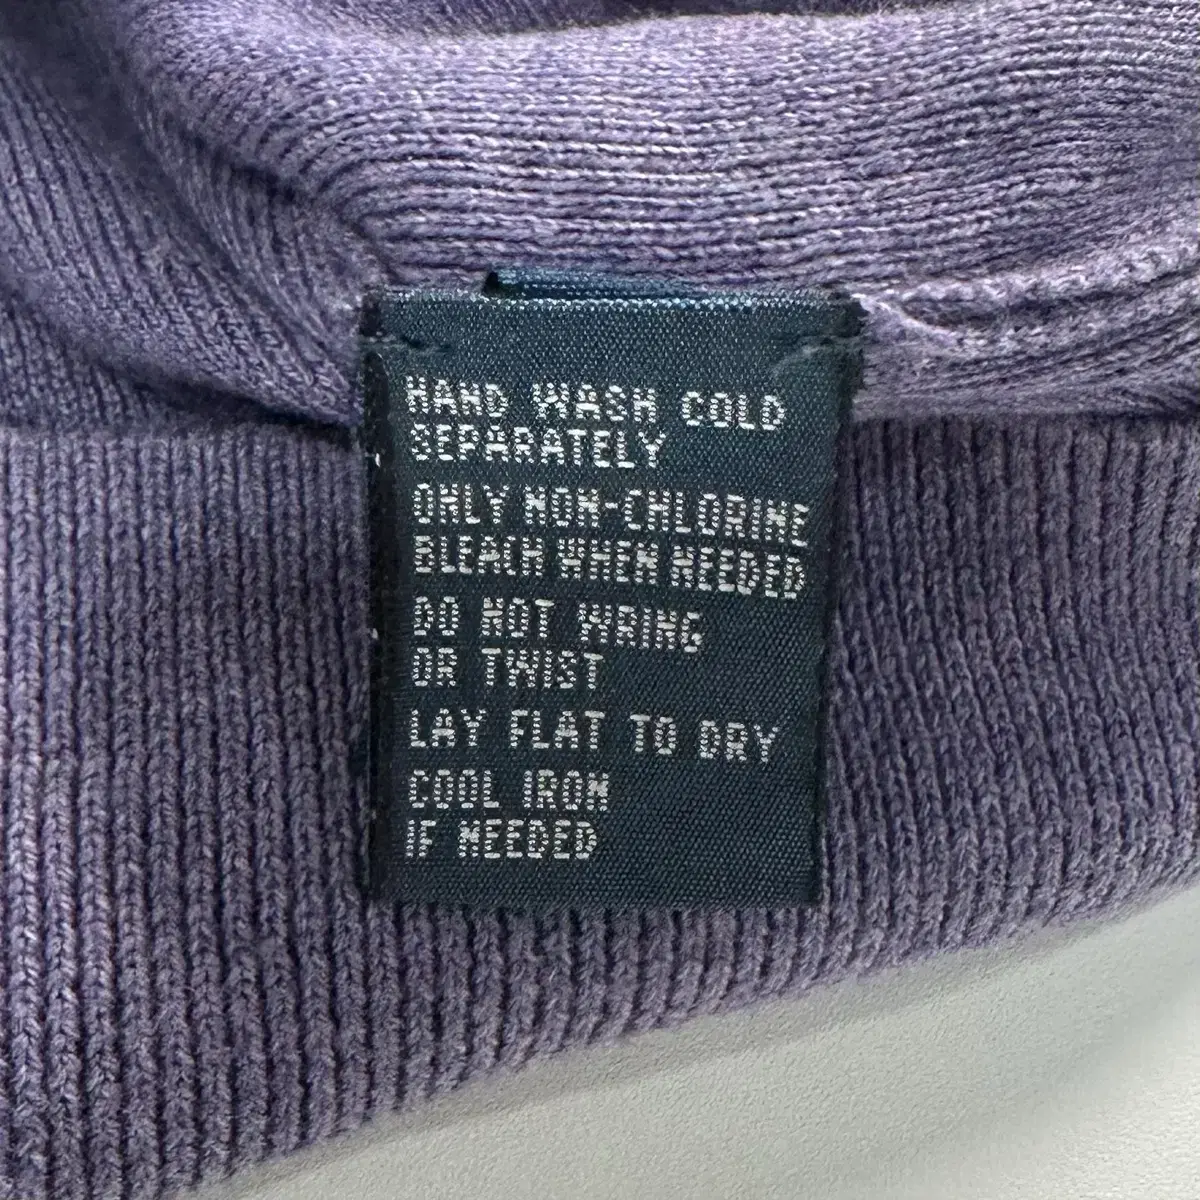 HAND WASH COLD
SEPARATELY
ONLY NON-CHLORINE
BLEACH WHEN NEEDED
DO NOT WRING
OR TWIST
LAY FLAT TO DRY
COOL IRON
IF NEEDED